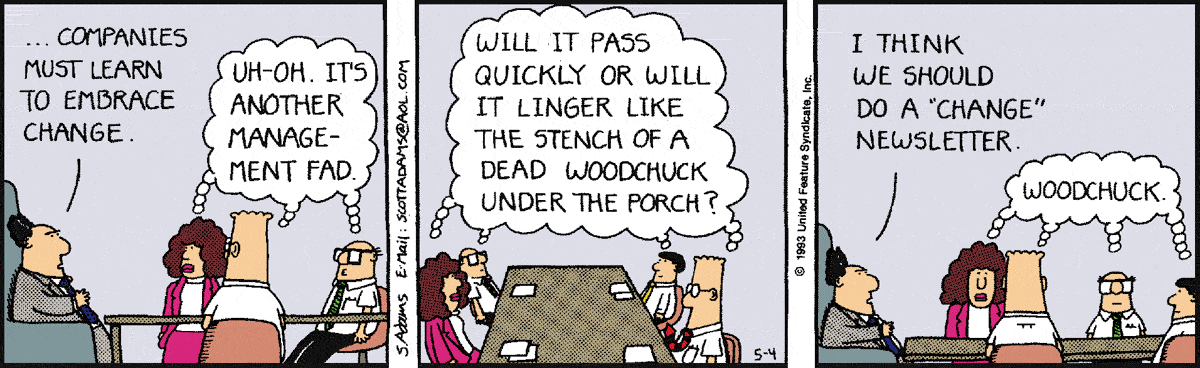 ... COMPANIES
MUST LEARN
TO EMBRACE
CHANGE.
UH-OH. IT'S
ANOTHER
MANAGE-
MENT FAD.
S.Adams E-Mail: SCOTTADAMS@AOL.COM
WILL IT PASS
QUICKLY OR WILL
IT LINGER LIKE
THE STENCH OF A
DEAD WOODCHUCK
UNDER THE PORCH?
5-4
© 1993 United Feature Syndicate, Inc.
I THINK
WE SHOULD
DO A "CHANGE"
NEWSLETTER.
WOODCHUCK.